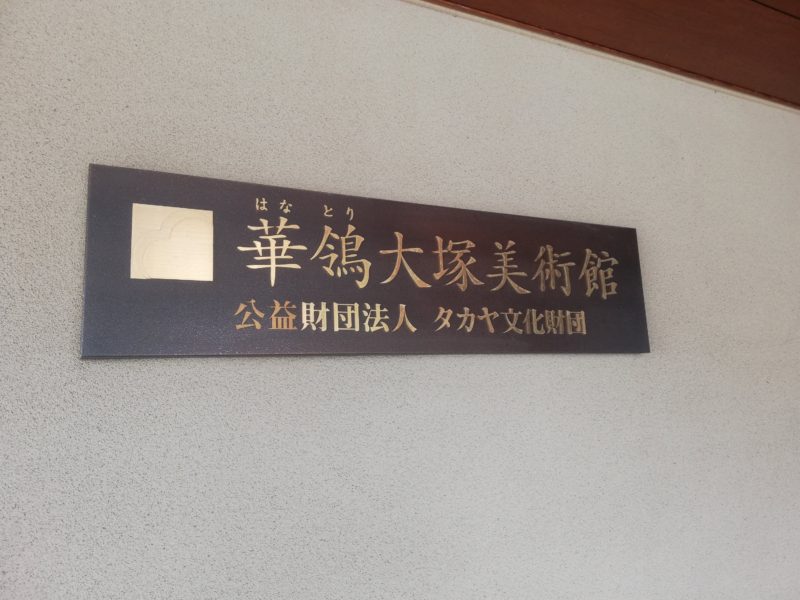 はな とり
華鴒大塚美術館
公益財団法人 タカヤ文化財団